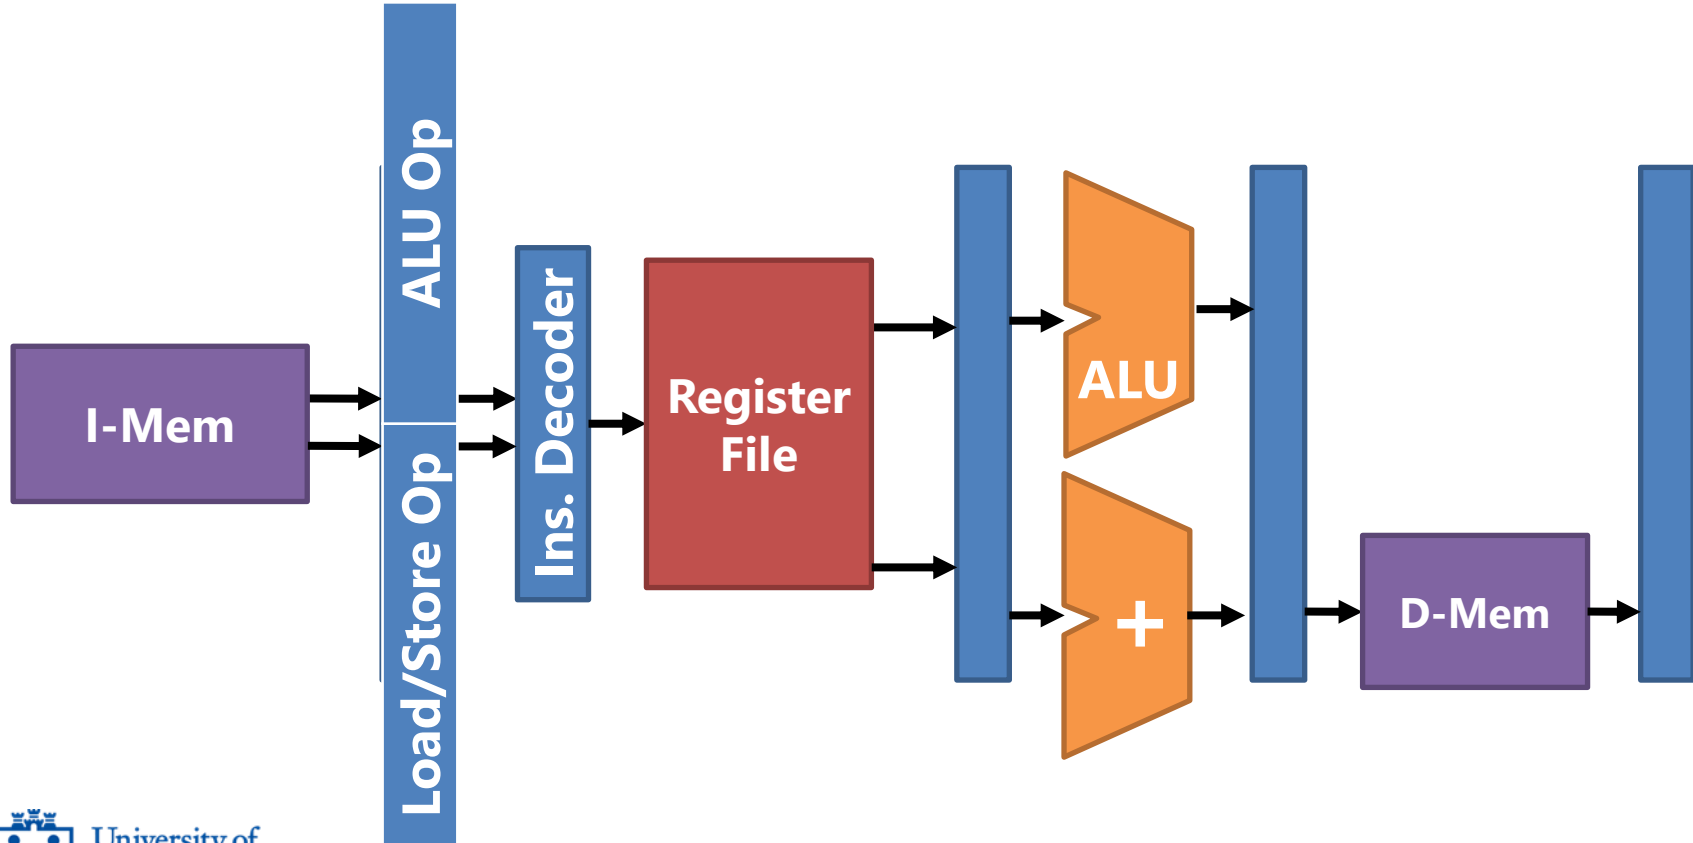 ALU Op
Load/Store Op
I-Mem
Ins. Decoder
Register
File
ALU
+
D-Mem
University of